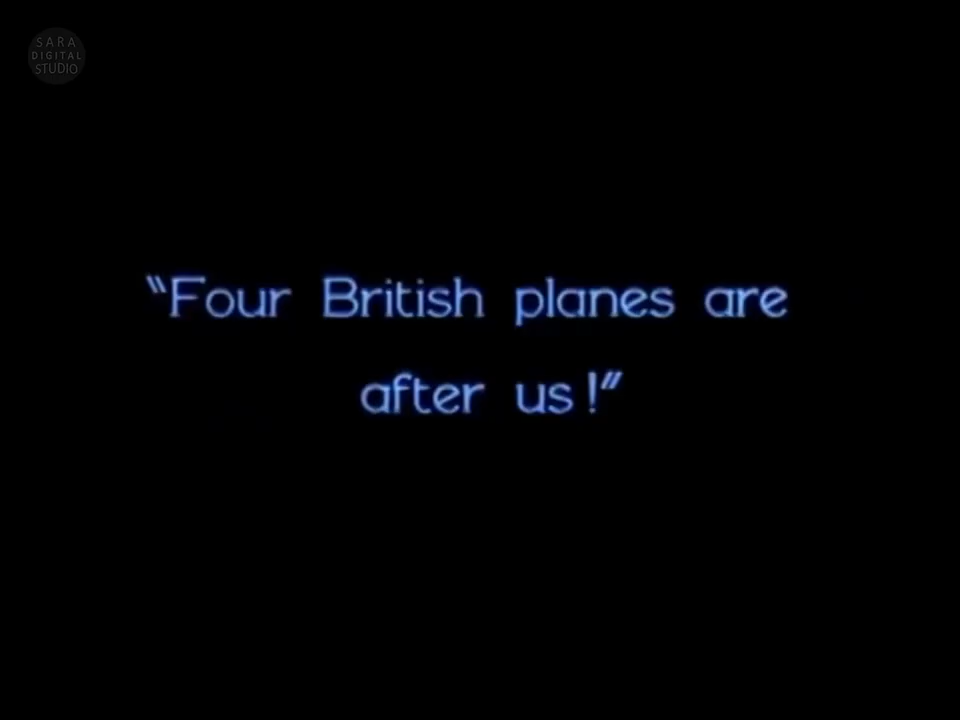 SARA
DIGITAL
STUDIO
“Four British planes are
after us!”